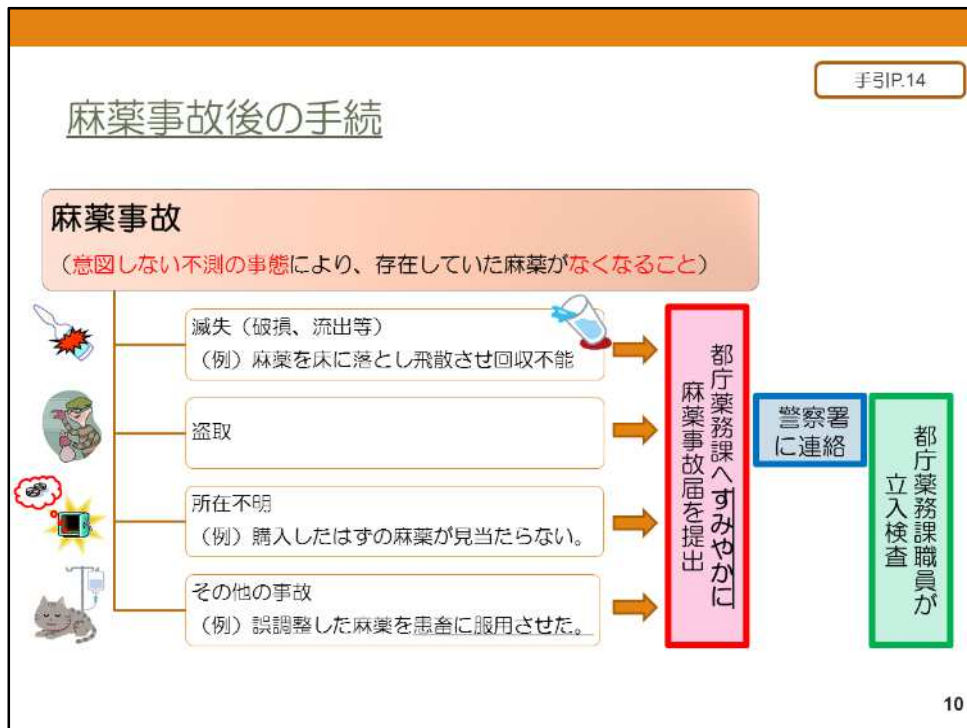 手引P.14
麻薬事故後の手続
麻薬事故
（意図しない不測の事態により、存在していた麻薬がなくなること）
滅失（破損、流出等）
（例）麻薬を床に落とし飛散させ回収不能
盗取
所在不明
（例）購入したはずの麻薬が見当たらない。
その他の事故
（例）誤調整した麻薬を患畜に服用させた。
都庁薬務課へすみやかに
麻薬事故届を提出
警察署
に連絡
都庁薬務課職員が
立入検査
10